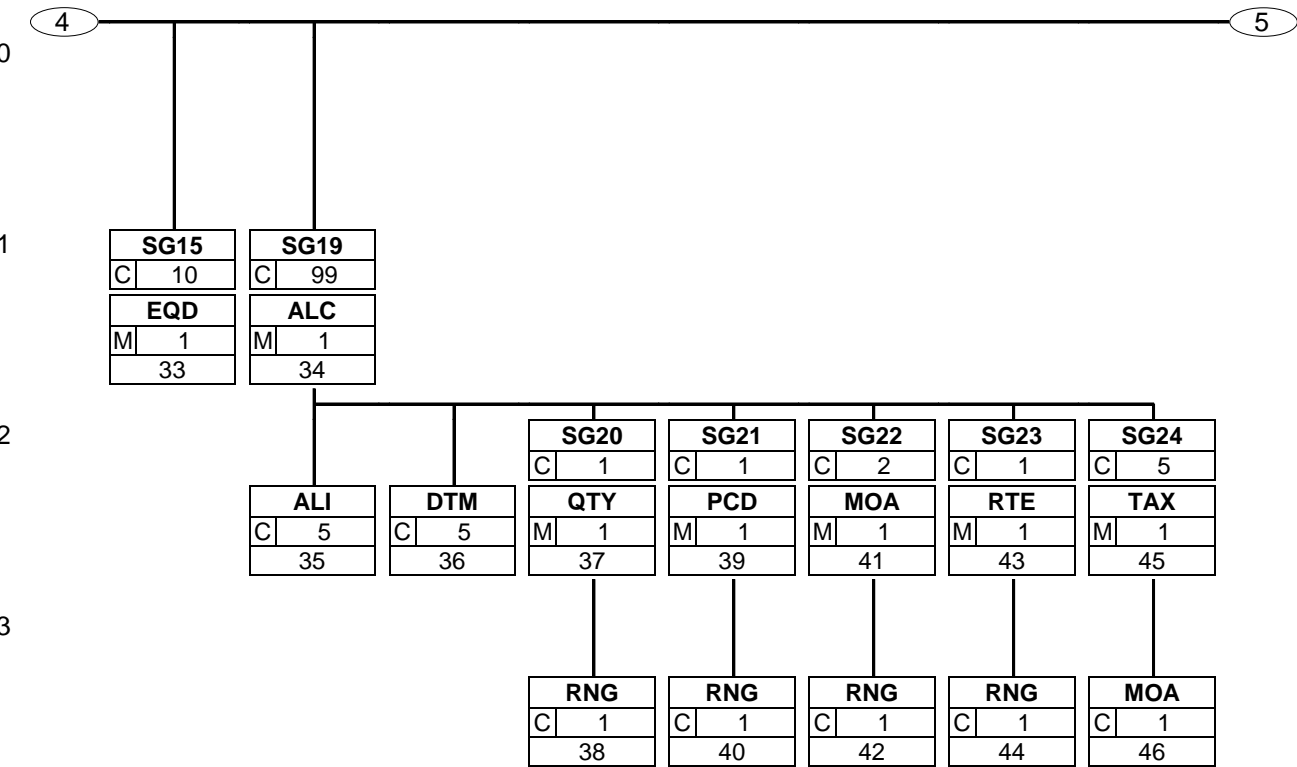 4 5
0
1
SG15 SG19
C 10 C 99
EQD ALC
M 1 M 1
33 34
2
SG20 SG21 SG22 SG23 SG24
C 1 C 1 C 2 C 1 C 5
ALI DTM QTY PCD MOA RTE TAX
C 5 C 5 M 1 M 1 M 1 M 1 M 1
35 36 37 39 41 43 45
3
RNG RNG RNG RNG MOA
C 1 C 1 C 1 C 1 C 1
38 40 42 44 46